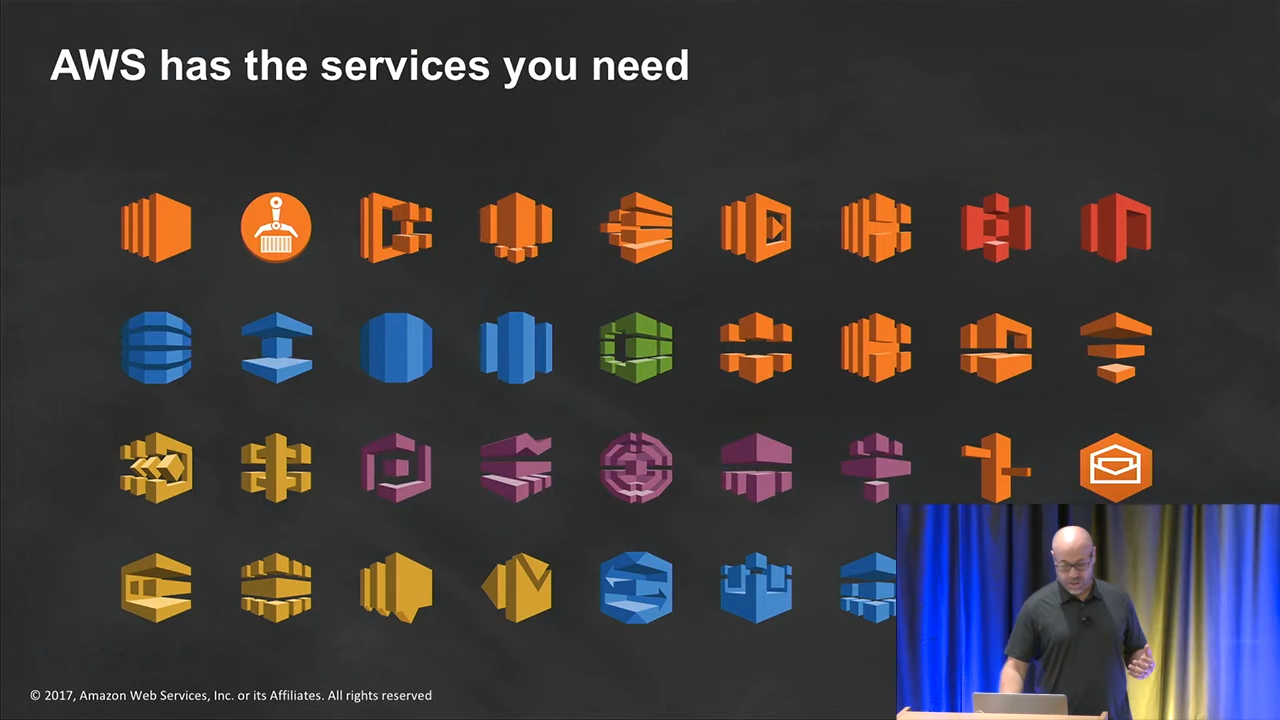 AWS has the services you need
© 2017, Amazon Web Services, Inc. or its Affiliates. All rights reserved